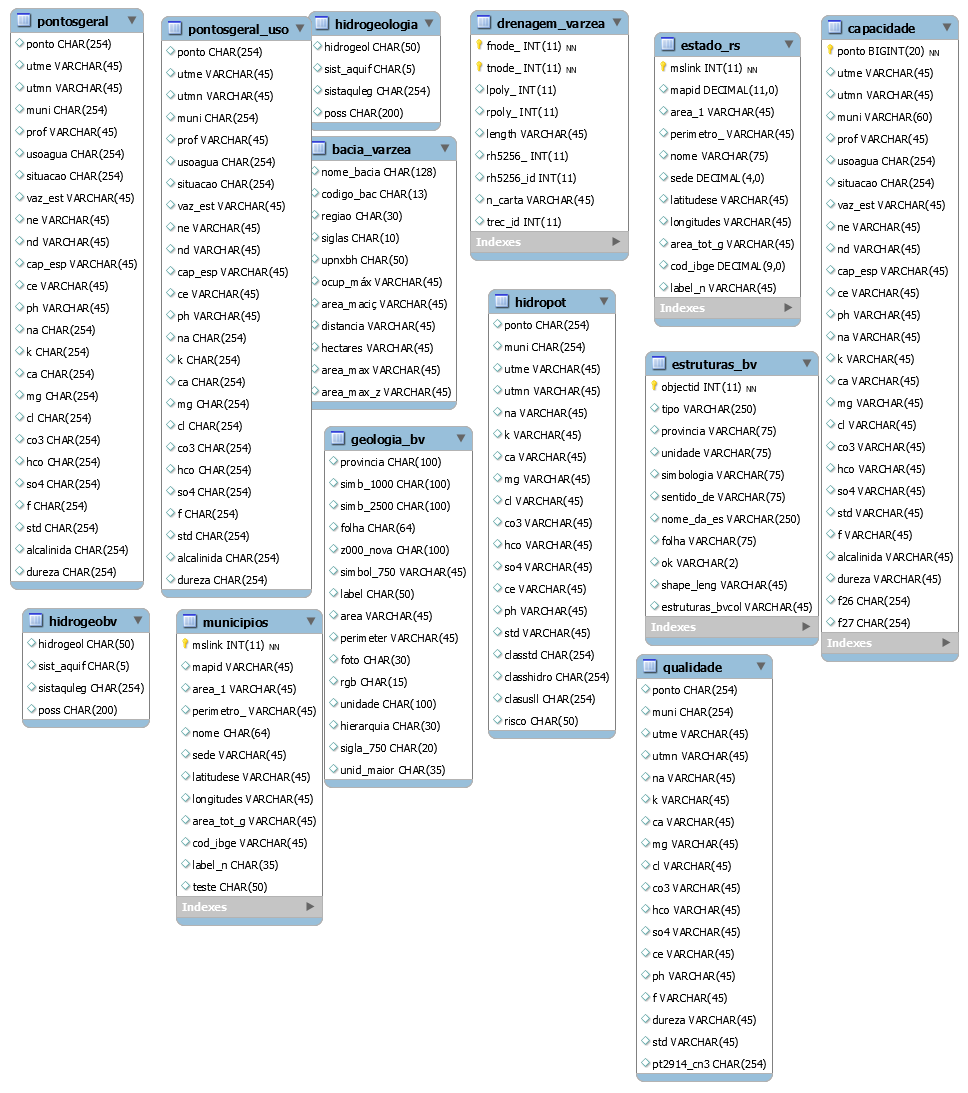 pontosgeral
ponto CHAR(254)
utme VARCHAR(45)
utmn VARCHAR(45)
muni CHAR(254)
prof VARCHAR(45)
usoagua CHAR(254)
situacao CHAR(254)
vaz_est VARCHAR(45)
ne VARCHAR(45)
nd VARCHAR(45)
cap_esp VARCHAR(45)
ce VARCHAR(45)
ph VARCHAR(45)
na CHAR(254)
k CHAR(254)
ca CHAR(254)
mg CHAR(254)
cl CHAR(254)
co3 CHAR(254)
hco CHAR(254)
so4 CHAR(254)
f CHAR(254)
std CHAR(254)
alcalinida CHAR(254)
dureza CHAR(254)
pontosgeral_uso
ponto CHAR(254)
utme VARCHAR(45)
utmn VARCHAR(45)
muni CHAR(254)
prof VARCHAR(45)
usoagua CHAR(254)
situacao CHAR(254)
vaz_est VARCHAR(45)
ne VARCHAR(45)
nd VARCHAR(45)
cap_esp VARCHAR(45)
ce VARCHAR(45)
ph VARCHAR(45)
na CHAR(254)
k CHAR(254)
ca CHAR(254)
mg CHAR(254)
cl CHAR(254)
co3 CHAR(254)
hco CHAR(254)
so4 CHAR(254)
f CHAR(254)
std CHAR(254)
alcalinida CHAR(254)
dureza CHAR(254)
hidrogeologia
hidrogeol CHAR(50)
sist_aquif CHAR(5)
sistaquleg CHAR(254)
poss CHAR(200)
bacia_varzea
nome_bacia CHAR(128)
codigo_bac CHAR(13)
regiao CHAR(30)
siglas CHAR(10)
upnxbh CHAR(50)
ocup_máx VARCHAR(45)
area_maciç VARCHAR(45)
distancia VARCHAR(45)
hectares VARCHAR(45)
area_max VARCHAR(45)
area_max_z VARCHAR(45)
drenagem_varzea
fnode_ INT(11) NN
tnode_ INT(11) NN
lpoly_ INT(11)
rpoly_ INT(11)
length VARCHAR(45)
rh5256_ INT(11)
rh5256_id INT(11)
n_carta VARCHAR(45)
trec_id INT(11)
Indexes
estado_rs
mslink INT(11) NN
mapid DECIMAL(11,0)
area_1 VARCHAR(45)
perimetro_ VARCHAR(45)
nome VARCHAR(75)
sede DECIMAL(4,0)
latitudese VARCHAR(45)
longitudes VARCHAR(45)
area_tot_g VARCHAR(45)
cod_ibge DECIMAL(9,0)
label_n VARCHAR(45)
Indexes
capacidade
ponto BIGINT(20) NN
utme VARCHAR(45)
utmn VARCHAR(45)
muni VARCHAR(60)
prof VARCHAR(45)
usoagua CHAR(254)
situacao CHAR(254)
vaz_est VARCHAR(45)
ne VARCHAR(45)
nd VARCHAR(45)
cap_esp VARCHAR(45)
ce VARCHAR(45)
ph VARCHAR(45)
na VARCHAR(45)
k VARCHAR(45)
ca VARCHAR(45)
mg VARCHAR(45)
cl VARCHAR(45)
co3 VARCHAR(45)
hco VARCHAR(45)
so4 VARCHAR(45)
std VARCHAR(45)
f VARCHAR(45)
alcalinida VARCHAR(45)
dureza VARCHAR(45)
f26 CHAR(254)
f27 CHAR(254)
Indexes
hidropot
ponto CHAR(254)
muni CHAR(254)
utme VARCHAR(45)
utmn VARCHAR(45)
na VARCHAR(45)
k VARCHAR(45)
ca VARCHAR(45)
mg VARCHAR(45)
cl VARCHAR(45)
co3 VARCHAR(45)
hco VARCHAR(45)
so4 VARCHAR(45)
ce VARCHAR(45)
ph VARCHAR(45)
std VARCHAR(45)
classtd CHAR(254)
classhidro CHAR(254)
clasusll CHAR(254)
risco CHAR(50)
estruturas_bv
objectid INT(11) NN
tipo VARCHAR(250)
provincia VARCHAR(75)
unidade VARCHAR(75)
simbologia VARCHAR(75)
sentido_de VARCHAR(75)
nome_da_es VARCHAR(250)
folha VARCHAR(75)
ok VARCHAR(2)
shape_leng VARCHAR(45)
estruturas_bvcol VARCHAR(45)
Indexes
geologia_bv
provincia CHAR(100)
simb_1000 CHAR(100)
simb_2500 CHAR(100)
folha CHAR(64)
z000_nova CHAR(100)
simbol_750 VARCHAR(45)
label CHAR(50)
area VARCHAR(45)
perimeter VARCHAR(45)
foto CHAR(30)
rgb CHAR(15)
unidade CHAR(100)
hierarquia CHAR(30)
sigla_750 CHAR(20)
unid_maior CHAR(35)
hidrogeobv
hidrogeol CHAR(50)
sist_aquif CHAR(5)
sistaquleg CHAR(254)
poss CHAR(200)
municipios
mslink INT(11) NN
mapid VARCHAR(45)
area_1 VARCHAR(45)
perimetro_ VARCHAR(45)
nome CHAR(64)
sede VARCHAR(45)
latitudese VARCHAR(45)
longitudes VARCHAR(45)
area_tot_g VARCHAR(45)
cod_ibge VARCHAR(45)
label_n CHAR(35)
teste CHAR(50)
Indexes
qualidade
ponto CHAR(254)
muni CHAR(254)
utme VARCHAR(45)
utmn VARCHAR(45)
na VARCHAR(45)
k VARCHAR(45)
ca VARCHAR(45)
mg VARCHAR(45)
cl VARCHAR(45)
co3 VARCHAR(45)
hco VARCHAR(45)
so4 VARCHAR(45)
ce VARCHAR(45)
ph VARCHAR(45)
f VARCHAR(45)
dureza VARCHAR(45)
std VARCHAR(45)
pt2914_cn3 CHAR(254)